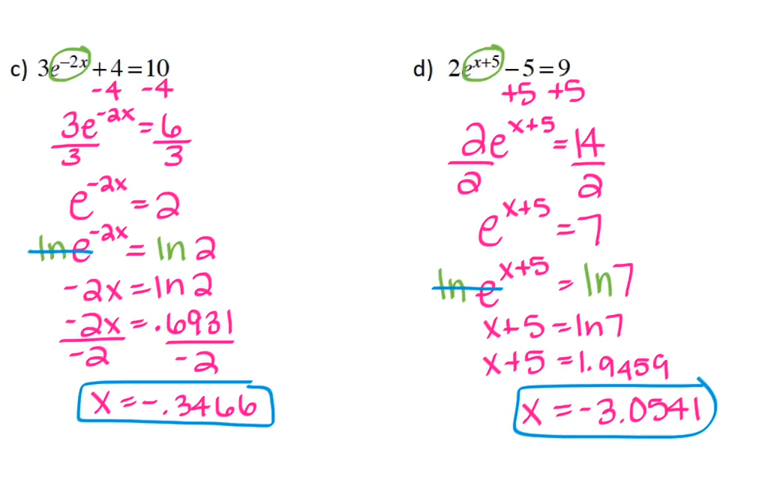 c) 3e^{-2x} + 4 = 10
-4 -4
3e^{-2x} = 6
3 3
e^{-2x} = 2
ln e^{-2x} = ln 2
-2x = ln 2
-2x = .6931
-2 -2
x = -.3466
d) 2e^{x+5} - 5 = 9
+5 +5
2e^{x+5} = 14
2 2
e^{x+5} = 7
ln e^{x+5} = ln 7
x+5 = ln 7
x+5 = 1.9459
x = -3.0541